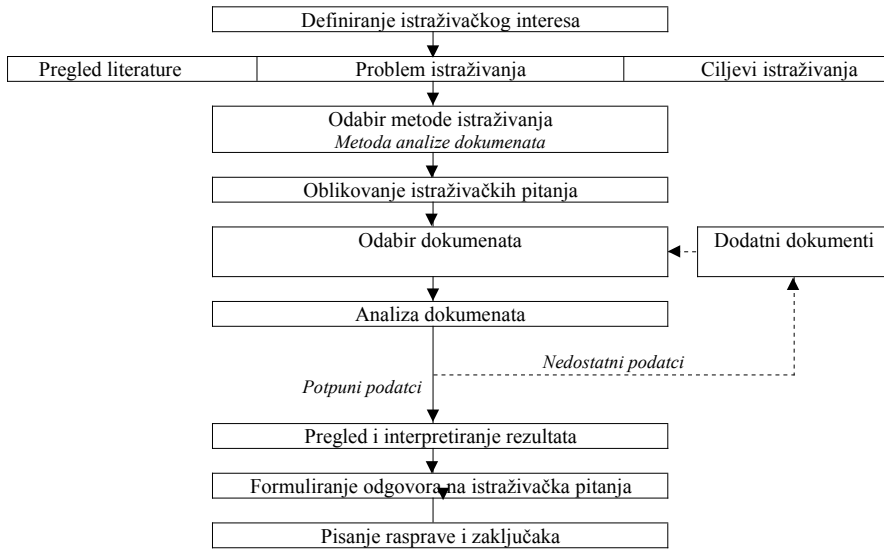 Definiranje istraživačkog interesa
Pregled literature
Problem istraživanja
Ciljevi istraživanja
Odabir metode istraživanja
Metoda analize dokumenata
Oblikovanje istraživačkih pitanja
Odabir dokumenata
Dodatni dokumenti
Analiza dokumenata
Nedostatni podatci
Potpuni podatci
Pregled i interpretiranje rezultata
Formuliranje odgovora na istraživačka pitanja
Pisanje rasprave i zaključaka